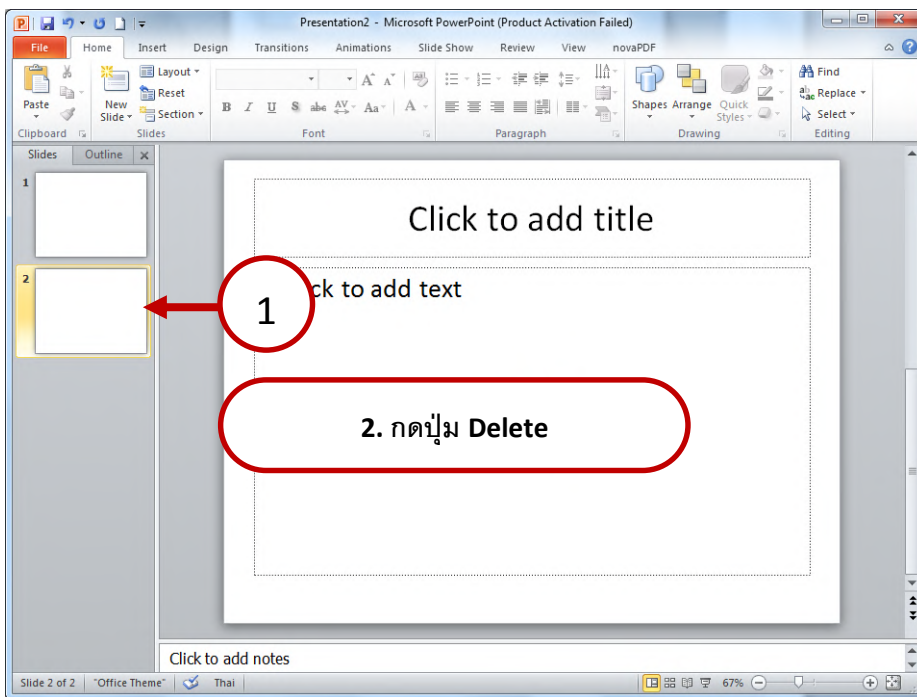 Presentation2 - Microsoft PowerPoint (Product Activation Failed)
File Home Insert Design Transitions Animations Slide Show Review View novaPDF
Paste
Clipboard
New
Slide
Layout
Reset
Section
Slides
B I U S abc AV Aa A
Font
Paragraph
Shapes Arrange Quick
Styles
Drawing
Find
Replace
Select
Editing
Slides Outline
1
2
Click to add title
ck to add text
1
2. กดปุ่ม Delete
Click to add notes
Slide 2 of 2 "Office Theme" Thai 67%